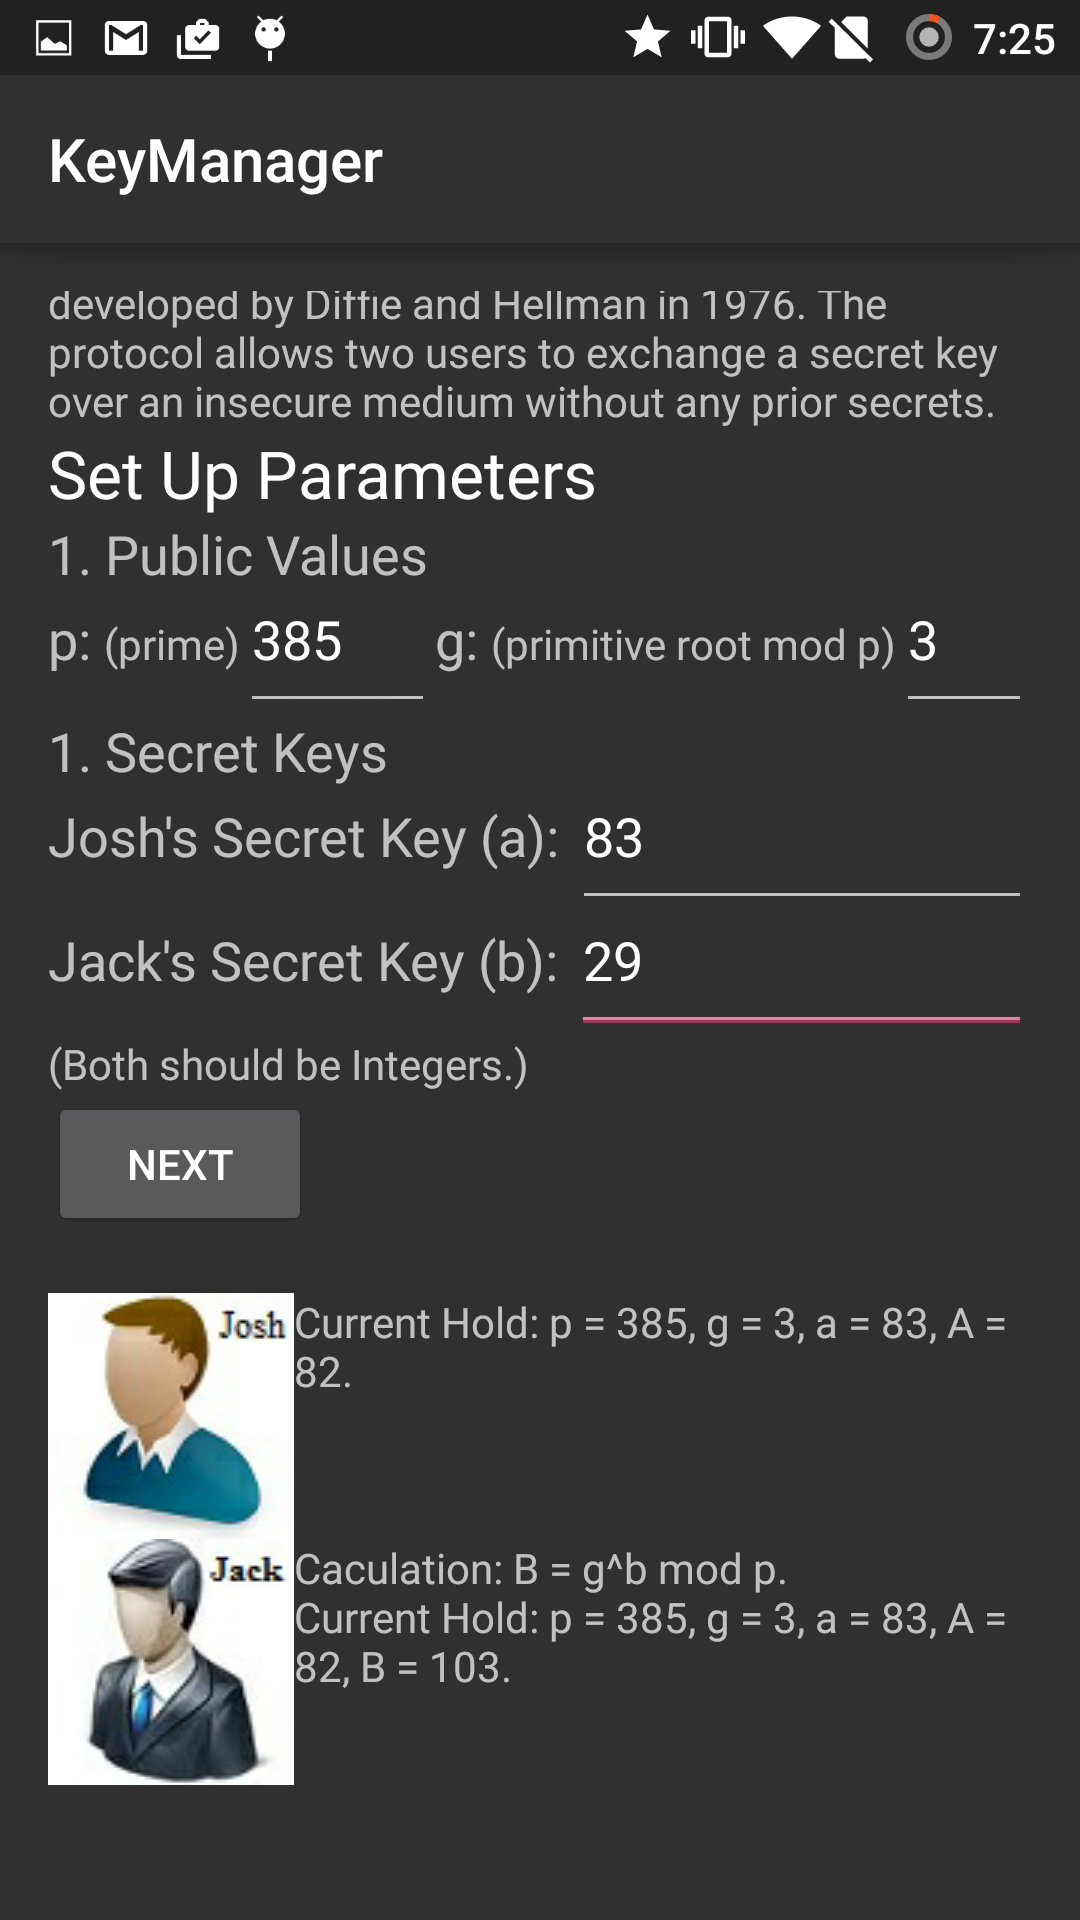 7:25
KeyManager
developed by Diffie and Hellman in 1976. The
protocol allows two users to exchange a secret key
over an insecure medium without any prior secrets.
Set Up Parameters
1. Public Values
p: (prime) 385 g: (primitive root mod p) 3
1. Secret Keys
Josh's Secret Key (a): 83
Jack's Secret Key (b): 29
(Both should be Integers.)
NEXT
Josh
Current Hold: p = 385, g = 3, a = 83, A =
82.
Jack
Caculation: B = g^b mod p.
Current Hold: p = 385, g = 3, a = 83, A =
82, B = 103.